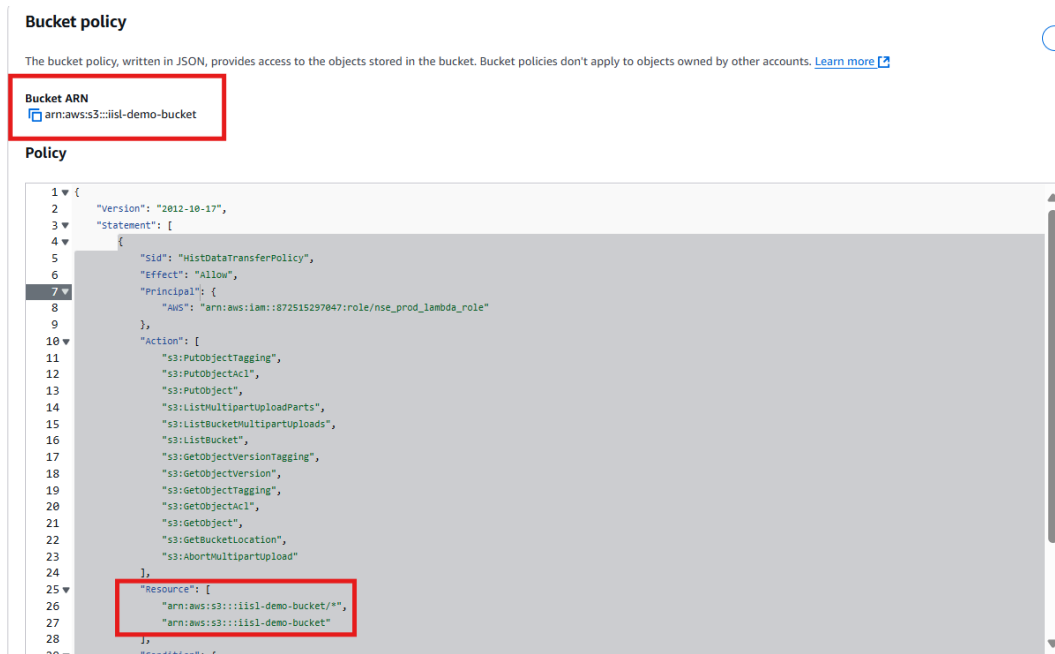 Bucket policy
The bucket policy, written in JSON, provides access to the objects stored in the bucket. Bucket policies don't apply to objects owned by other accounts. Learn more
Bucket ARN
arn:aws:s3:::iisl-demo-bucket
Policy
1 {
2 "Version": "2012-10-17",
3 "Statement": [
4 {
5 "Sid": "HistDataTransferPolicy",
6 "Effect": "Allow",
7 "Principal": {
8 "AWS": "arn:aws:iam::872515297047:role/nse_prod_lambda_role"
9 },
10 "Action": [
11 "s3:PutObjectTagging",
12 "s3:PutObjectAcl",
13 "s3:PutObject",
14 "s3:ListMultipartUploadParts",
15 "s3:ListBucketMultipartUploads",
16 "s3:ListBucket",
17 "s3:GetObjectVersionTagging",
18 "s3:GetObjectVersion",
19 "s3:GetObjectTagging",
20 "s3:GetObjectAcl",
21 "s3:GetObject",
22 "s3:GetBucketLocation",
23 "s3:AbortMultipartUpload"
24 ],
25 "Resource": [
26 "arn:aws:s3:::iisl-demo-bucket/*",
27 "arn:aws:s3:::iisl-demo-bucket"
28 ],
29 "Condition": {